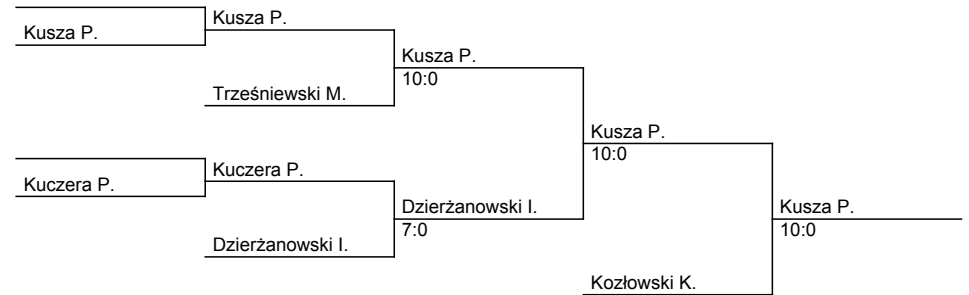 Kusza P.
Kusza P.
Kusza P.
Trześniewski M.
10:0
Kusza P.
10:0
Kuczera P.
Kuczera P.
Dzierżanowski I.
Dzierżanowski I.
7:0
Kusza P.
10:0
Kozłowski K.